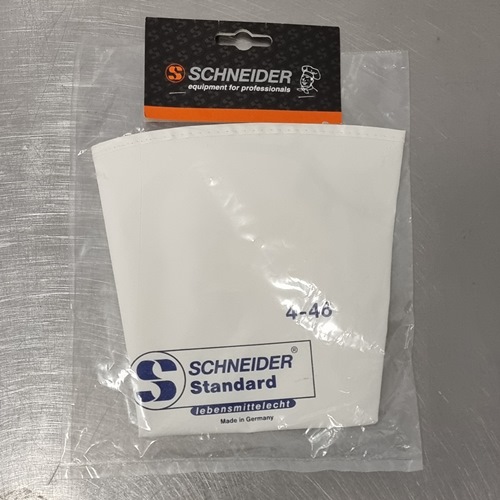 S SCHNEIDER
equipment for professionals
4-46
S SCHNEIDER ®
Standard
lebensmittelecht
Made in Germany